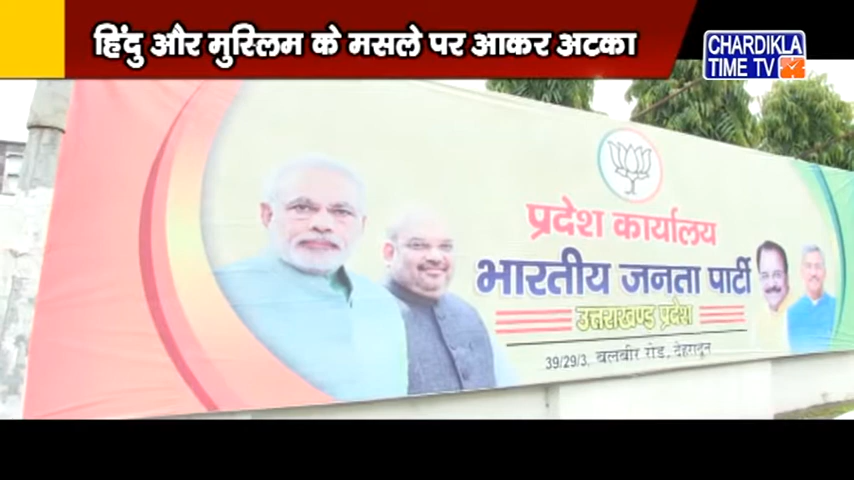 हिंदु और मुस्लिम के मसले पर आकर अटका
CHARDIKLA
TIME TV
प्रदेश कार्यालय
भारतीय जनता पार्टी
उत्तराखण्ड प्रदेश
39/29/3, बलबीर रोड, देहरादून